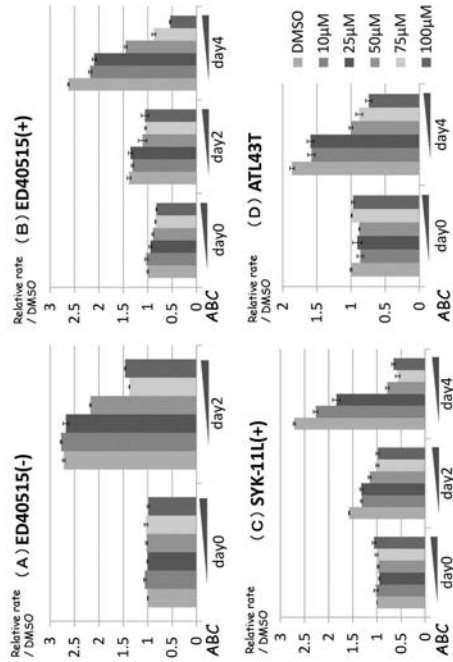 (A) ED40515(-)
Relative rate
/ DMSO
3
2.5
2
1.5
1
0.5
0
ABC
day0
day2
(B) ED40515(+)
Relative rate
/ DMSO
3
2.5
2
1.5
1
0.5
0
ABC
day0
day2
day4
(C) SYK-11L(+)
Relative rate
/ DMSO
3
2.5
2
1.5
1
0.5
0
ABC
day0
day2
day4
(D) ATL43T
Relative rate
/ DMSO
2
1.5
1
0.5
0
ABC
day0
day4
DMSO
10μM
25μM
50μM
75μM
100μM